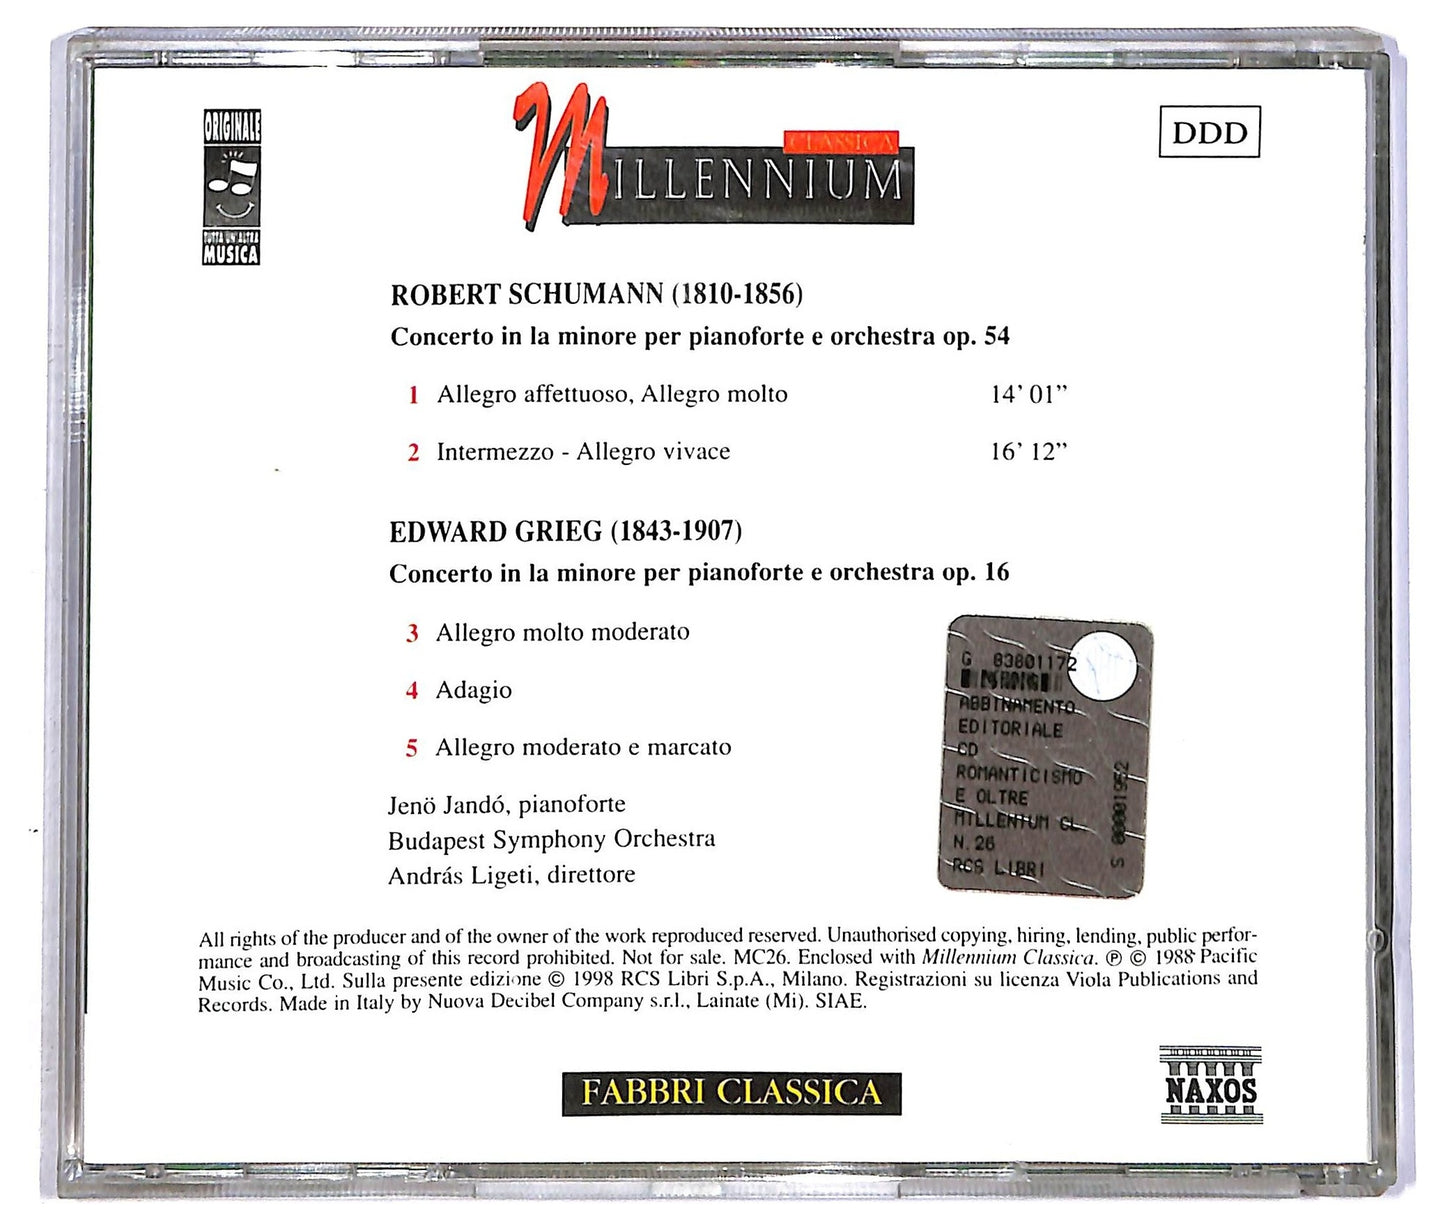 ORIGINALE
TUTTA UN'ALTRA
MUSICA
CLASSICA
MILLENNIUM
DDD
ROBERT SCHUMANN (1810-1856)
Concerto in la minore per pianoforte e orchestra op. 54
1 Allegro affettuoso, Allegro molto 14' 01”
2 Intermezzo - Allegro vivace 16' 12”
EDWARD GRIEG (1843-1907)
Concerto in la minore per pianoforte e orchestra op. 16
3 Allegro molto moderato
4 Adagio
5 Allegro moderato e marcato
Jenö Jandó, pianoforte
Budapest Symphony Orchestra
András Ligeti, direttore
G 83801172
ABBINAMENTO
EDITORIALE
CD
ROMANTICISMO
E OLTRE
MILLENIUM CL
N.26
RCS LIBRI
S 00001952
All rights of the producer and of the owner of the work reproduced reserved. Unauthorised copying, hiring, lending, public perfor-
mance and broadcasting of this record prohibited. Not for sale. MC26. Enclosed with Millennium Classica. ℗ © 1988 Pacific
Music Co., Ltd. Sulla presente edizione © 1998 RCS Libri S.p.A., Milano. Registrazioni su licenza Viola Publications and
Records. Made in Italy by Nuova Decibel Company s.r.l., Lainate (Mi). SIAE.
FABBRI CLASSICA
NAXOS